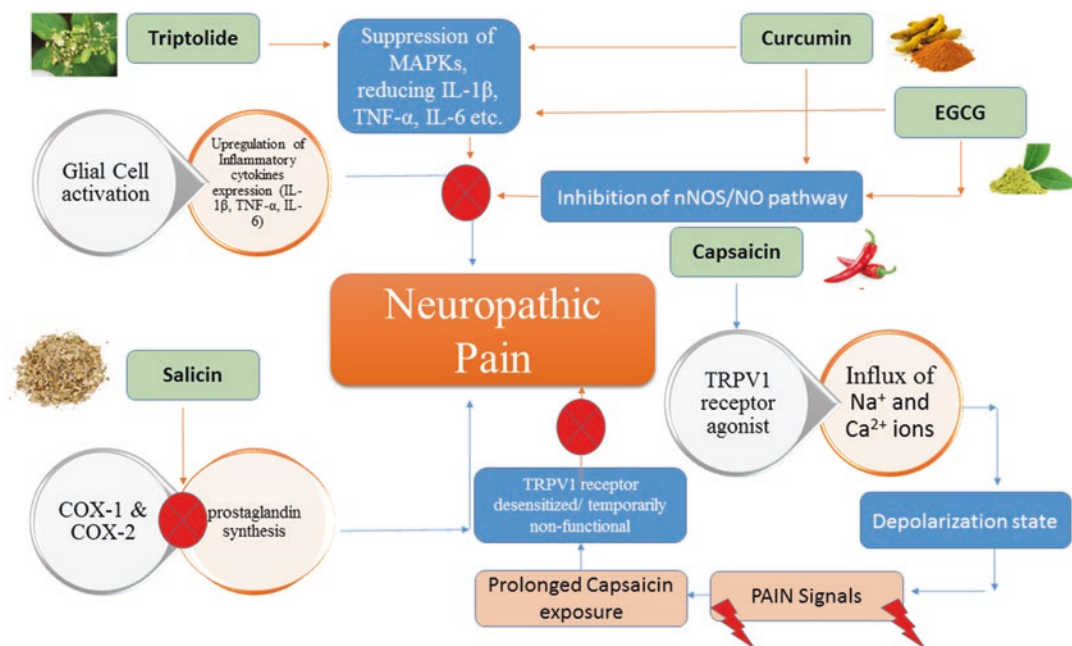 Triptolide
Suppression of
MAPKs,
reducing IL-1β,
TNF-α, IL-6 etc.
Curcumin
EGCG
Glial Cell
activation
Upregulation of
Inflammatory
cytokines
expression (IL-
1β, TNF-α, IL-
6)
Inhibition of nNOS/NO pathway
Capsaicin
Neuropathic
Pain
Salicin
TRPV1
receptor
agonist
Influx of
Na⁺ and
Ca²⁺ ions
COX-1 &
COX-2
prostaglandin
synthesis
TRPV1 receptor
desensitized/ temporarily
non-functional
Depolarization state
Prolonged Capsaicin
exposure
PAIN Signals